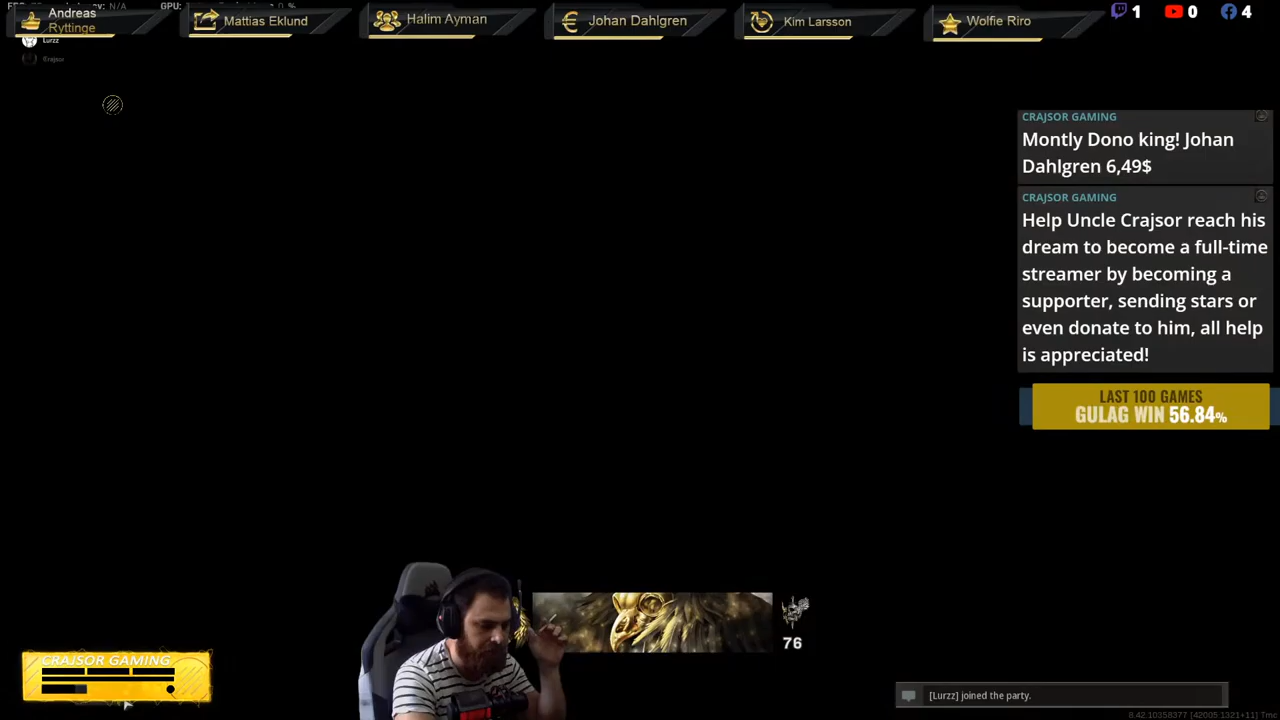 Andreas
Ryttinge
Mattias Eklund
Halim Ayman
Johan Dahlgren
Kim Larsson
Wolfie Riro
1
0
4
N/A
GPU:
Lurzz
Crajsor
CRAJSOR GAMING
Montly Dono king! Johan
Dahlgren 6,49$
CRAJSOR GAMING
Help Uncle Crajsor reach his
dream to become a full-time
streamer by becoming a
supporter, sending stars or
even donate to him, all help
is appreciated!
LAST 100 GAMES
GULAG WIN 56.84%
76
CRAJSOR GAMING
[Lurzz] joined the party.